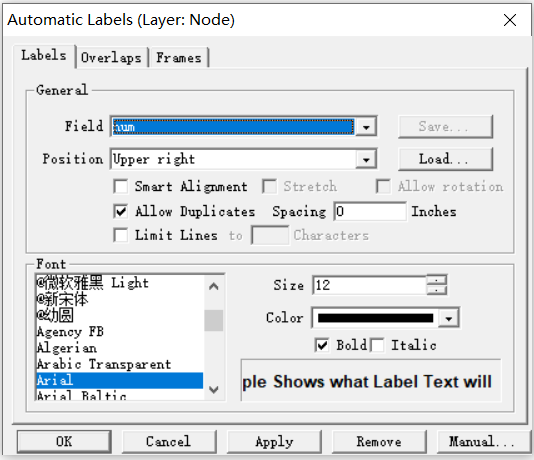 Automatic Labels (Layer: Node)
Labels Overlaps Frames
General
Field num Save...
Position Upper right Load...
Smart Alignment Stretch Allow rotation
Allow Duplicates Spacing 0 Inches
Limit Lines to Characters
Font
@微软雅黑 Light
@新宋体
@幼圆
Agency FB
Algerian
Arabic Transparent
Arial
Arial Baltic
Size 12
Color
Bold Italic
ple Shows what Label Text will
OK Cancel Apply Remove Manual...